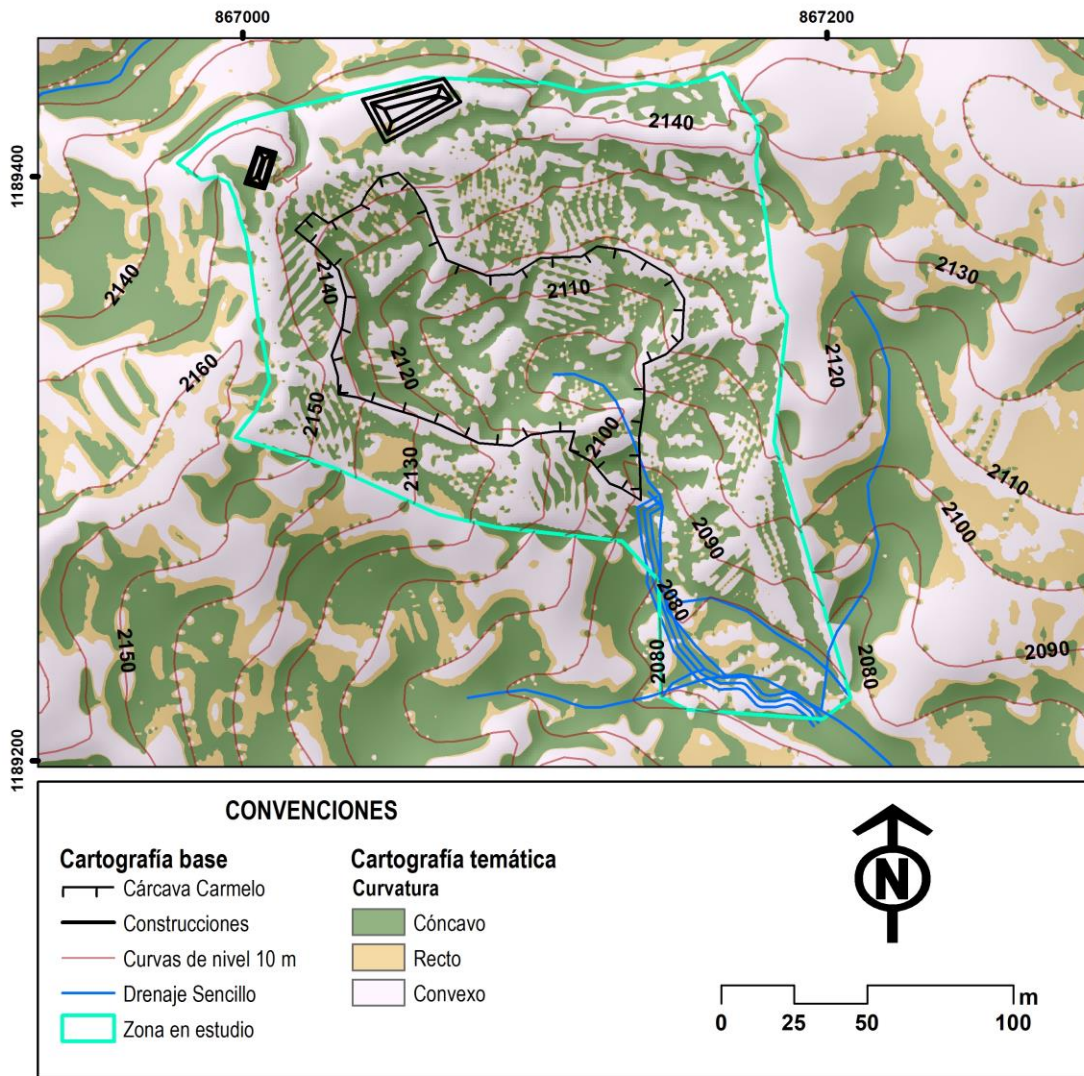 867000
867200
1189400
1189200
2140
2130
2140
2140
2110
2120
2120
2160
2150
2130
2100
2110
2100
2090
2080
2080
2080
2090
2150
CONVENCIONES
Cartografía base
Cárcava Carmelo
Construcciones
Curvas de nivel 10 m
Drenaje Sencillo
Zona en estudio
Cartografía temática
Curvatura
Cóncavo
Recto
Convexo
N
m
0 25 50 100